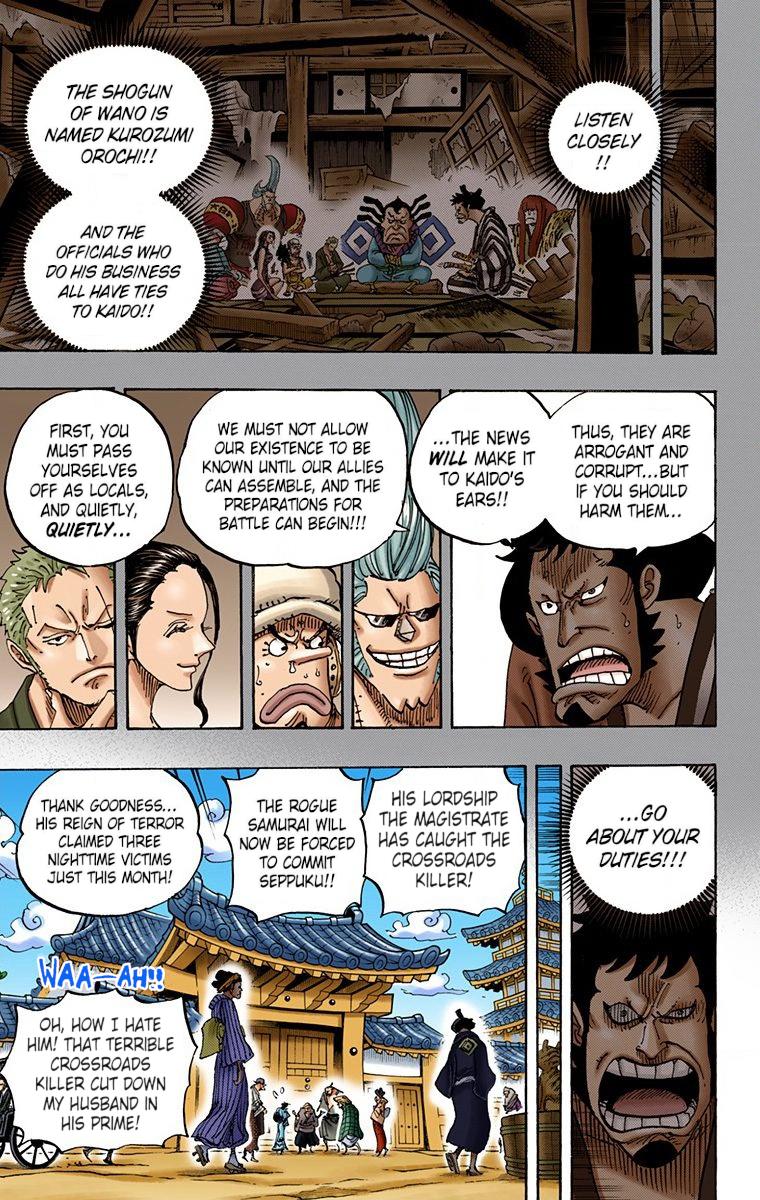 LISTEN
CLOSELY
!!
THE SHOGUN
OF WANO IS
NAMED KUROZUMI
OROCHI!!
AND THE
OFFICIALS WHO
DO HIS BUSINESS
ALL HAVE TIES
TO KAIDO!!
THUS, THEY ARE
ARROGANT AND
CORRUPT...BUT
IF YOU SHOULD
HARM THEM...
...THE NEWS
WILL MAKE IT
TO KAIDO'S
EARS!!
WE MUST NOT ALLOW
OUR EXISTENCE TO BE
KNOWN UNTIL OUR ALLIES
CAN ASSEMBLE, AND THE
PREPARATIONS FOR
BATTLE CAN BEGIN!!!
FIRST, YOU
MUST PASS
YOURSELVES
OFF AS LOCALS,
AND QUIETLY,
QUIETLY...
...GO
ABOUT YOUR
DUTIES!!!
HIS LORDSHIP
THE MAGISTRATE
HAS CAUGHT THE
CROSSROADS
KILLER!
THE ROGUE
SAMURAI WILL
NOW BE FORCED
TO COMMIT
SEPPUKU!!
THANK GOODNESS...
HIS REIGN OF TERROR
CLAIMED THREE
NIGHTTIME VICTIMS
JUST THIS MONTH!
WAA—AH!!
OH, HOW I HATE
HIM! THAT TERRIBLE
CROSSROADS
KILLER CUT DOWN
MY HUSBAND IN
HIS PRIME!